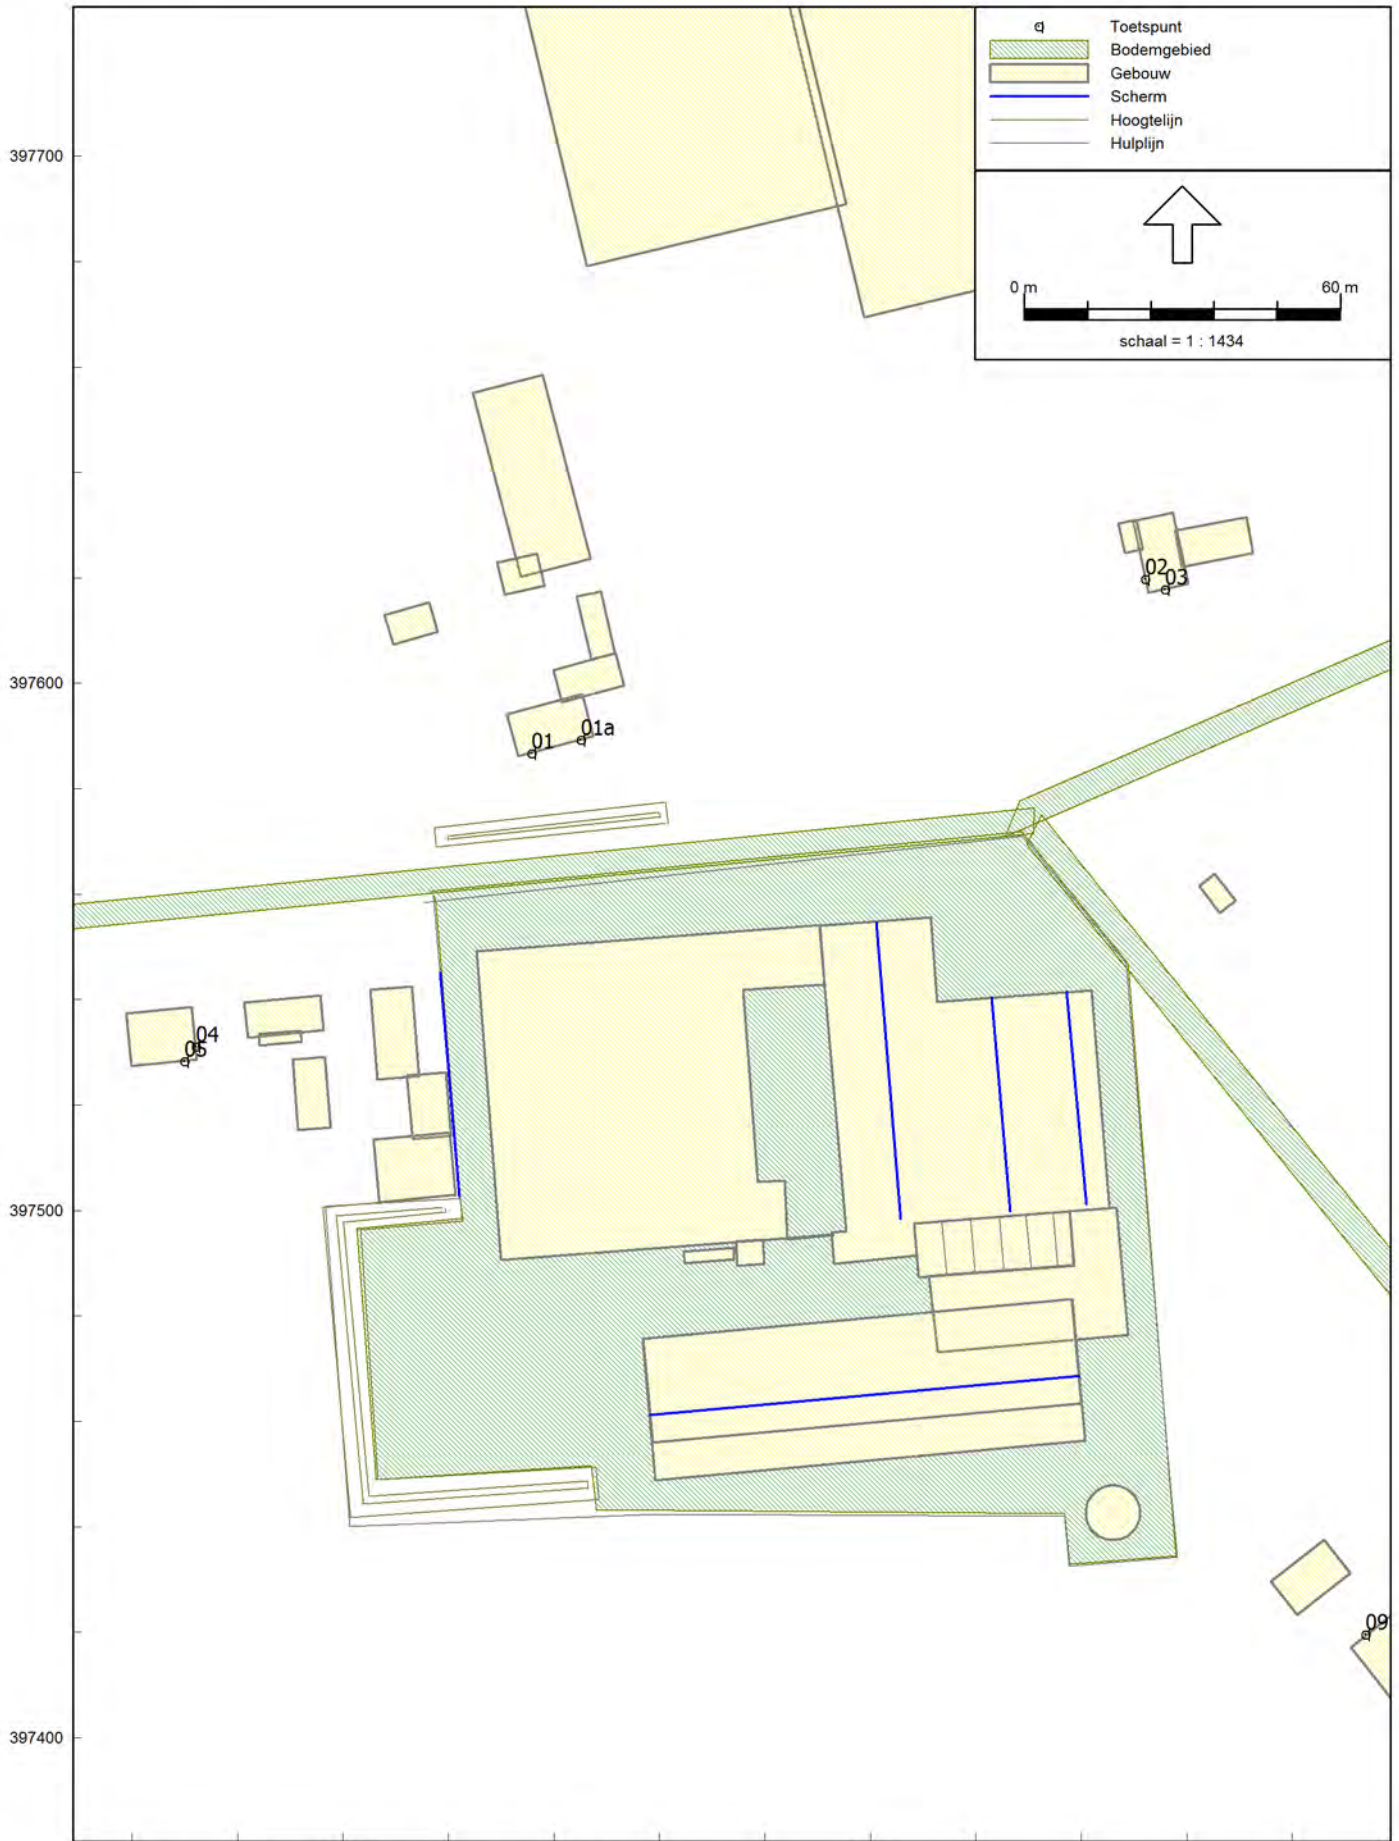 Toetspunt
Bodemgebied
Gebouw
Scherm
Hoogtelijn
Hulplijn
0 m 60 m
schaal = 1 : 1434
397700
02
03
397600
01
01a
04
05
397500
09
397400